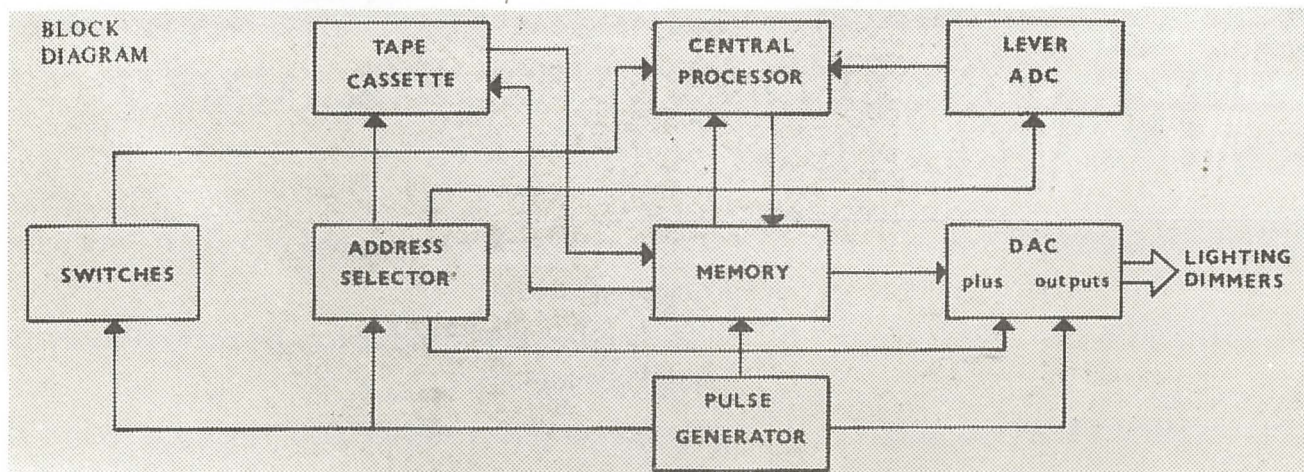 BLOCK
DIAGRAM
TAPE
CASSETTE
CENTRAL
PROCESSOR
LEVER
ADC
SWITCHES
ADDRESS
SELECTOR
MEMORY
DAC
plus outputs
LIGHTING
DIMMERS
PULSE
GENERATOR